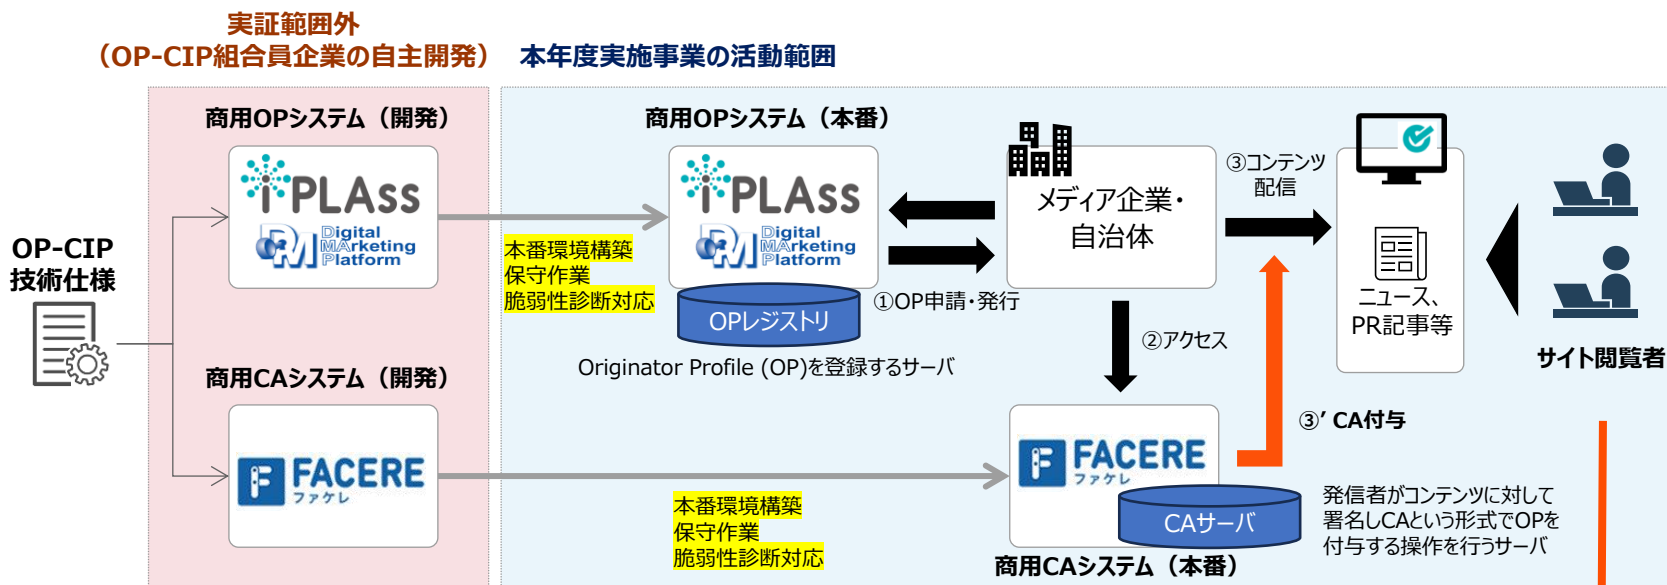 実証範囲外
（OP-CIP組合員企業の自主開発）
本年度実施事業の活動範囲
OP-CIP
技術仕様
商用OPシステム（開発）
iPLAss
DMP Digital
MArketing
Platform
商用CAシステム（開発）
FACERE
ファケレ
本番環境構築
保守作業
脆弱性診断対応
商用OPシステム（本番）
iPLAss
DMP Digital
MArketing
Platform
OPレジストリ
Originator Profile (OP)を登録するサーバ
①OP申請・発行
メディア企業・
自治体
②アクセス
③コンテンツ
配信
ニュース、
PR記事等
サイト閲覧者
③’ CA付与
本番環境構築
保守作業
脆弱性診断対応
FACERE
ファケレ
CAサーバ
商用CAシステム（本番）
発信者がコンテンツに対して
署名しCAという形式でOPを
付与する操作を行うサーバ